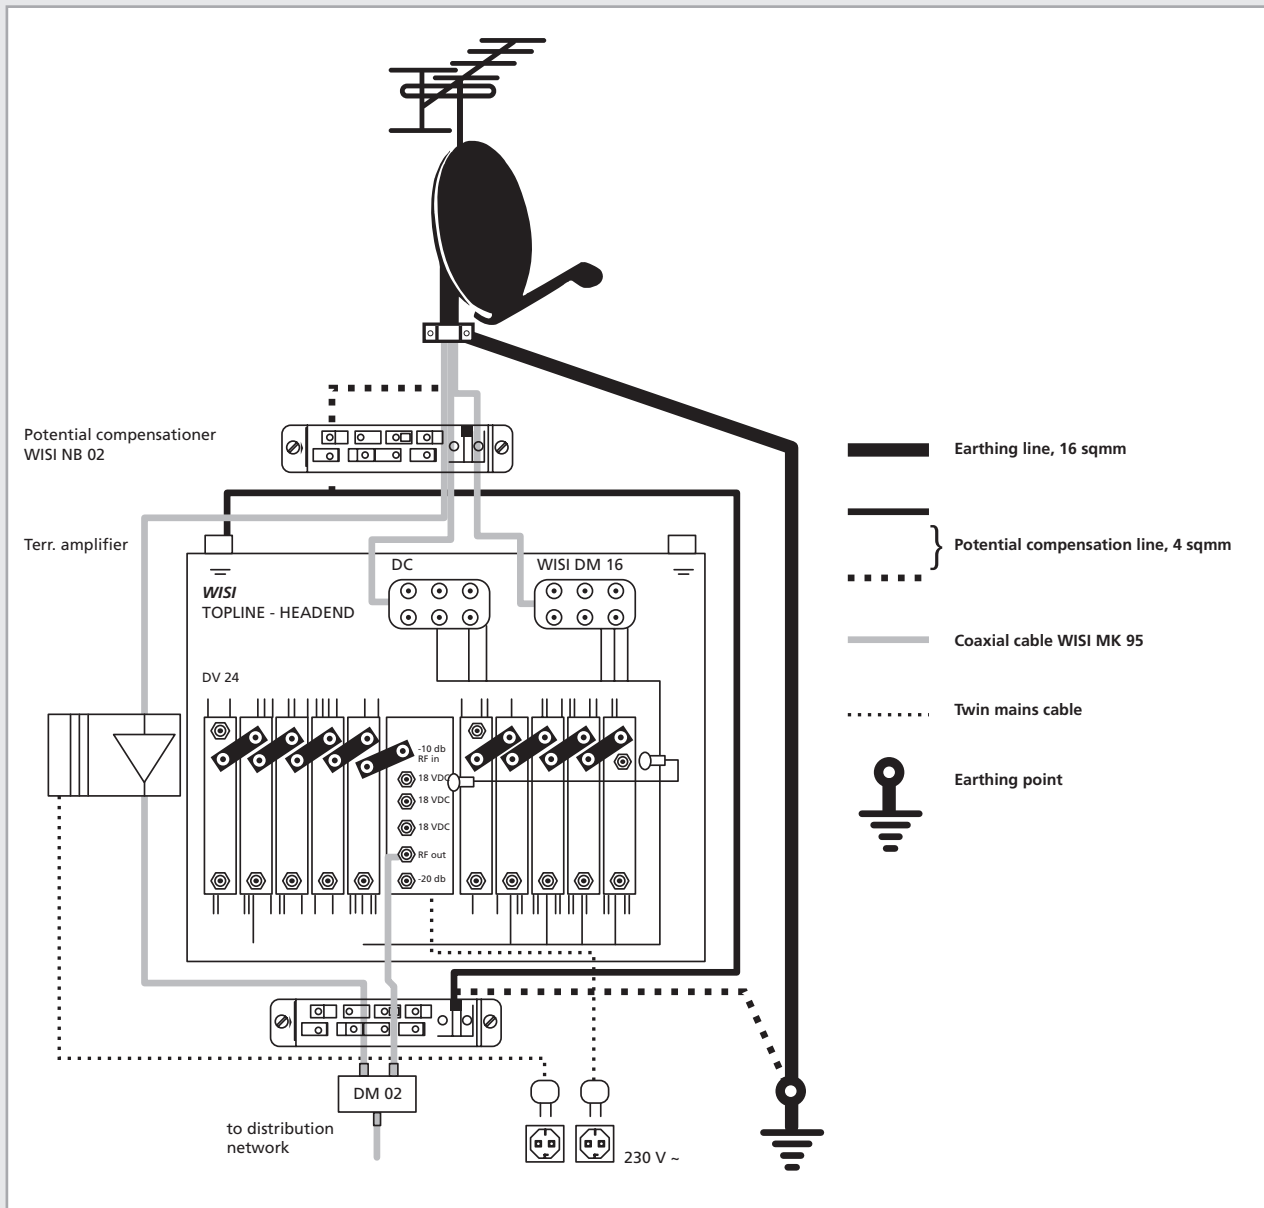 Potential compensationer
WISI NB 02
Terr. amplifier
DC
WISI DM 16
WISI
TOPLINE - HEADEND
DV 24
-10 db
RF in
18 VDC
18 VDC
18 VDC
RF out
-20 db
DM 02
to distribution
network
230 V ~
Earthing line, 16 sqmm
Potential compensation line, 4 sqmm
Coaxial cable WISI MK 95
Twin mains cable
Earthing point